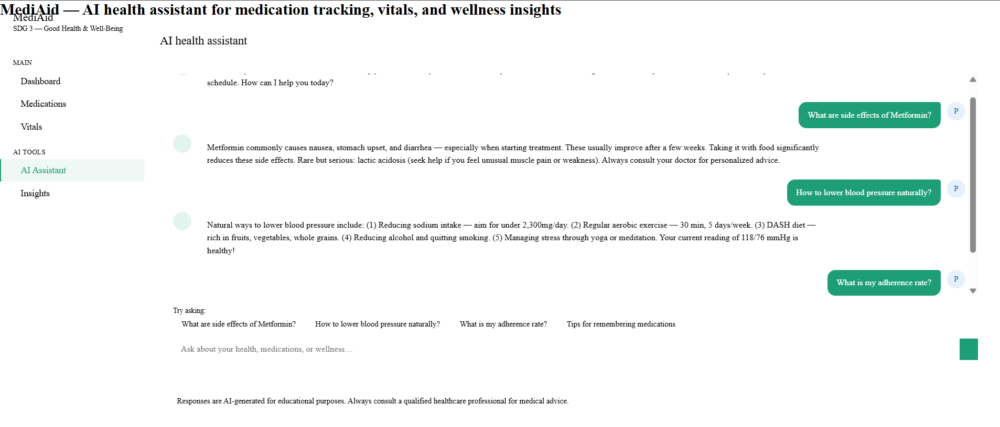 MediAid — AI health assistant for medication tracking, vitals, and wellness insights
MediAid
SDG 3 — Good Health & Well-Being
MAIN
Dashboard
Medications
Vitals
AI TOOLS
AI Assistant
Insights
AI health assistant
schedule. How can I help you today?
What are side effects of Metformin?
P
Metformin commonly causes nausea, stomach upset, and diarrhea — especially when starting treatment. These usually improve after a few weeks. Taking it with food significantly
reduces these side effects. Rare but serious: lactic acidosis (seek help if you feel unusual muscle pain or weakness). Always consult your doctor for personalized advice.
How to lower blood pressure naturally?
P
Natural ways to lower blood pressure include: (1) Reducing sodium intake — aim for under 2,300mg/day. (2) Regular aerobic exercise — 30 min, 5 days/week. (3) DASH diet —
rich in fruits, vegetables, whole grains. (4) Reducing alcohol and quitting smoking. (5) Managing stress through yoga or meditation. Your current reading of 118/76 mmHg is
healthy!
What is my adherence rate?
P
Try asking:
What are side effects of Metformin?
How to lower blood pressure naturally?
What is my adherence rate?
Tips for remembering medications
Ask about your health, medications, or wellness…
Responses are AI-generated for educational purposes. Always consult a qualified healthcare professional for medical advice.